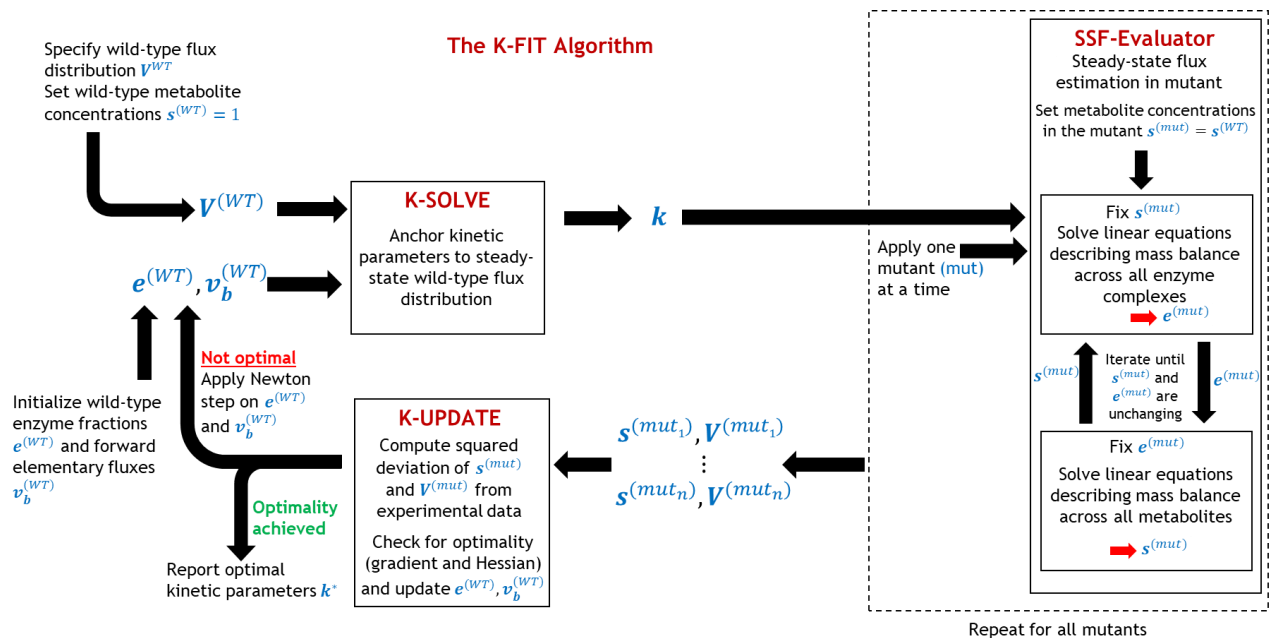 The K-FIT Algorithm
Specify wild-type flux
distribution V^WT
Set wild-type metabolite
concentrations s^(WT) = 1
V^(WT)
e^(WT), v_b^(WT)
Initialize wild-type
enzyme fractions
e^(WT) and forward
elementary fluxes
v_b^(WT)
K-SOLVE
Anchor kinetic
parameters to steady-
state wild-type flux
distribution
k
Apply one
mutant (mut)
at a time
SSF-Evaluator
Steady-state flux
estimation in mutant
Set metabolite concentrations
in the mutant s^(mut) = s^(WT)
Fix s^(mut)
Solve linear equations
describing mass balance
across all enzyme
complexes
e^(mut)
s^(mut)
Iterate until
s^(mut) and
e^(mut) are
unchanging
e^(mut)
Fix e^(mut)
Solve linear equations
describing mass balance
across all metabolites
s^(mut)
Repeat for all mutants
s^(mut_1), V^(mut_1)
⋮
s^(mut_n), V^(mut_n)
K-UPDATE
Compute squared
deviation of s^(mut)
and V^(mut) from
experimental data
Check for optimality
(gradient and Hessian)
and update e^(WT), v_b^(WT)
Not optimal
Apply Newton
step on e^(WT)
and v_b^(WT)
Optimality
achieved
Report optimal
kinetic parameters k*